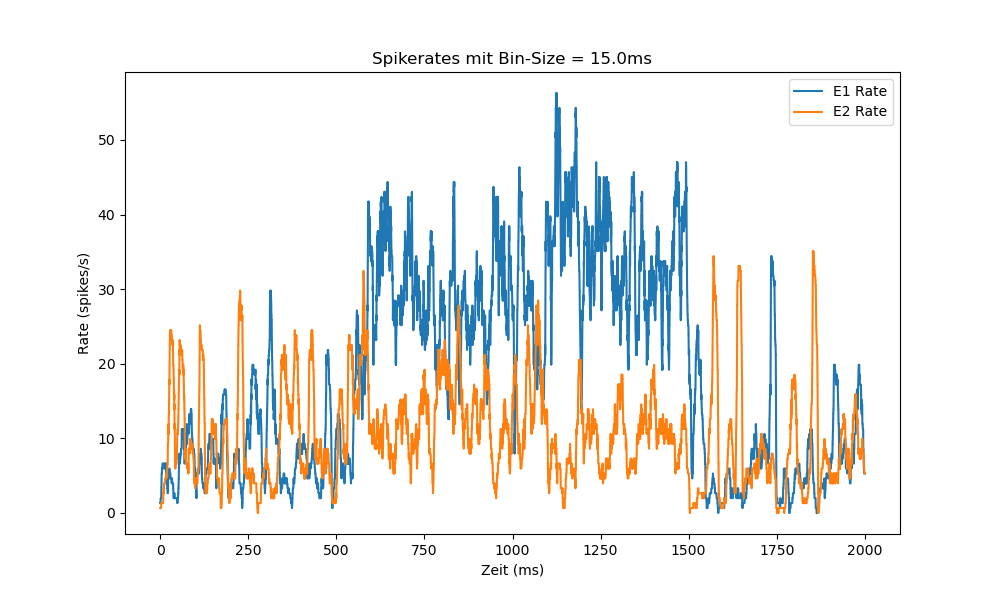 Spikerates mit Bin-Size = 15.0ms
E1 Rate
E2 Rate
Rate (spikes/s)
50
40
30
20
10
0
0 250 500 750 1000 1250 1500 1750 2000
Zeit (ms)